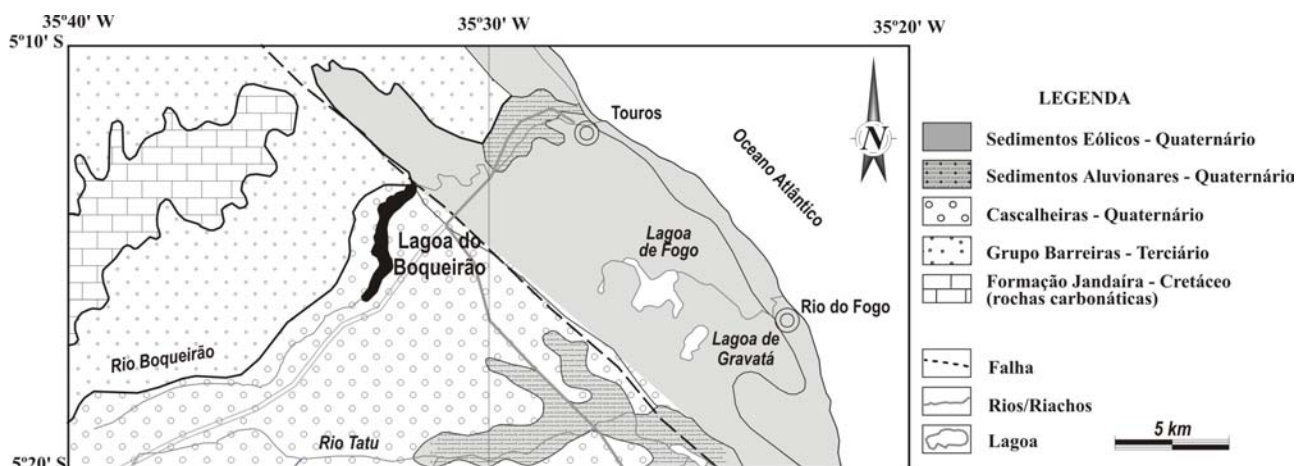 35º40' W
35º30' W
35º20' W
5º10' S
Touros
Oceano Atlântico
N
Lagoa do
Boqueirão
Lagoa
de Fogo
Rio do Fogo
Lagoa de
Gravatá
Rio Boqueirão
Rio Tatu
5º20' S
LEGENDA
Sedimentos Eólicos - Quaternário
Sedimentos Aluvionares - Quaternário
Cascalheiras - Quaternário
Grupo Barreiras - Terciário
Formação Jandaíra - Cretáceo
(rochas carbonáticas)
Falha
Rios/Riachos
Lagoa
5 km